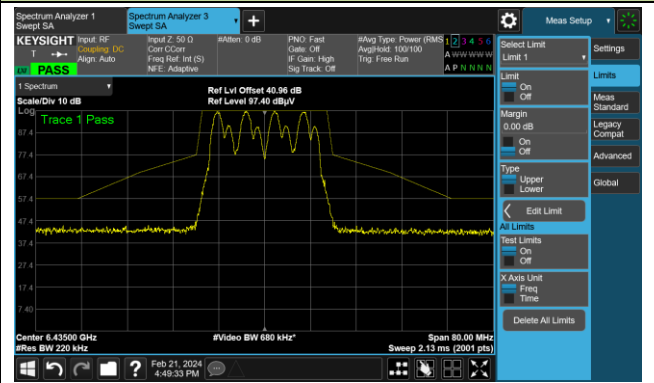 Spectrum Analyzer 1
Swept SA
Spectrum Analyzer 3
Swept SA
Meas Setup
KEYSIGHT
T
LW
PASS
Input: RF
Coupling: DC
Align: Auto
Input Z: 50 Ω
Corr CCorr
Freq Ref: Int (S)
NFE: Adaptive
#Atten: 0 dB
PNO: Fast
Gate: Off
IF Gain: High
Sig Track: Off
#Avg Type: Power (RMS
Avg|Hold: 100/100
Trig: Free Run
1 2 3 4 5 6
A W W W W W
A P N N N N
1 Spectrum
Scale/Div 10 dB
Ref Lvl Offset 40.96 dB
Ref Level 97.40 dBµV
Log
Trace 1 Pass
87.4
77.4
67.4
57.4
47.4
37.4
27.4
17.4
7.40
Center 6.43500 GHz
#Res BW 220 kHz
#Video BW 680 kHz*
Span 80.00 MHz
Sweep 2.13 ms (2001 pts)
Feb 21, 2024
4:49:33 PM
Select Limit
Limit 1
Limit
On
Off
Margin
0.00 dB
On
Off
Type
Upper
Lower
Edit Limit
All Limits
Test Limits
On
Off
X Axis Unit
Freq
Time
Delete All Limits
Settings
Limits
Meas
Standard
Legacy
Compat
Advanced
Global